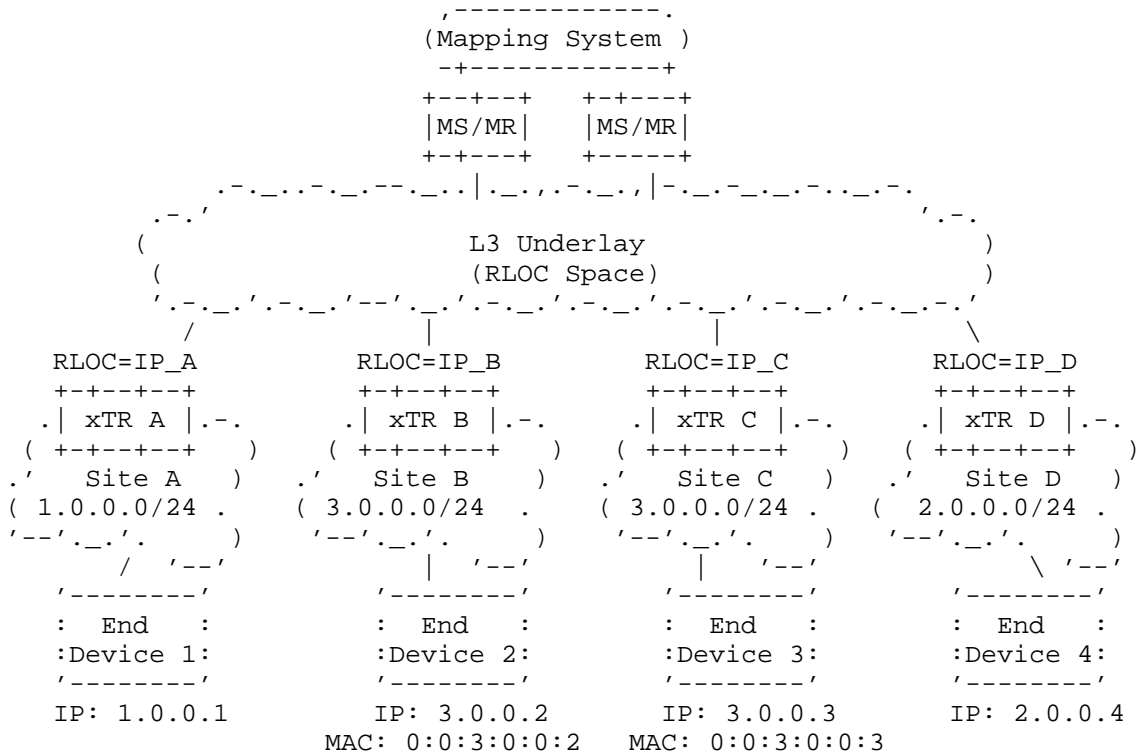 (Mapping System )
|MS/MR| |MS/MR|
L3 Underlay
(RLOC Space)
RLOC=IP_A RLOC=IP_B RLOC=IP_C RLOC=IP_D
xTR A xTR B xTR C xTR D
Site A Site B Site C Site D
1.0.0.0/24 3.0.0.0/24 3.0.0.0/24 2.0.0.0/24
: End : : End : : End : : End :
:Device 1: :Device 2: :Device 3: :Device 4:
IP: 1.0.0.1 IP: 3.0.0.2 IP: 3.0.0.3 IP: 2.0.0.4
MAC: 0:0:3:0:0:2 MAC: 0:0:3:0:0:3